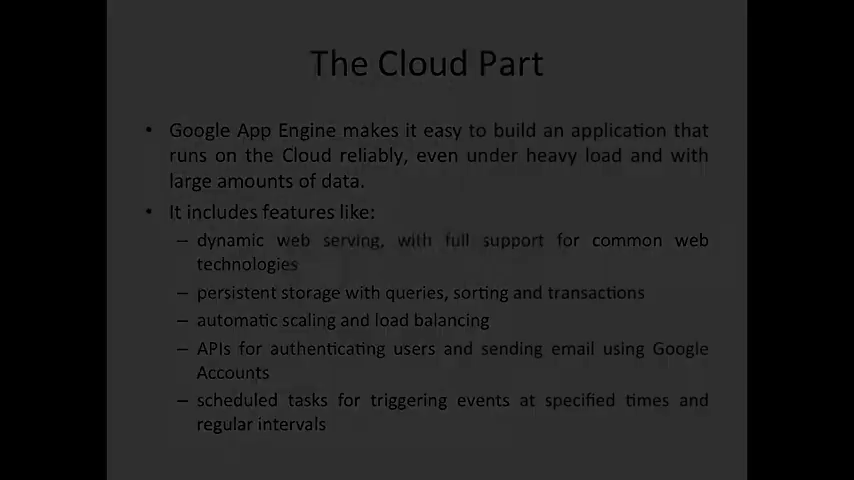 The Cloud Part
• Google App Engine makes it easy to build an application that
runs on the Cloud reliably, even under heavy load and with
large amounts of data.
• It includes features like:
– dynamic web serving, with full support for common web
technologies
– persistent storage with queries, sorting and transactions
– automatic scaling and load balancing
– APIs for authenticating users and sending email using Google
Accounts
– scheduled tasks for triggering events at specified times and
regular intervals